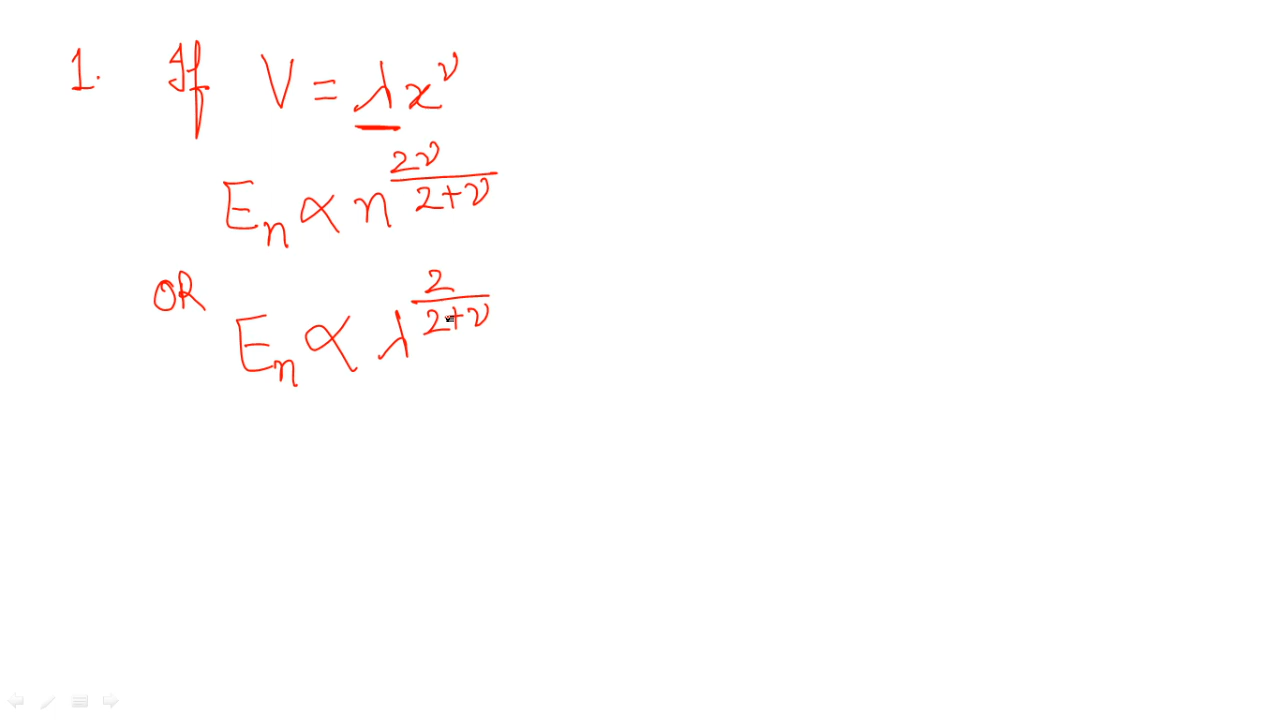 1. If V = λx^ν
E_n ∝ n^(2ν/(2+ν))
OR
E_n ∝ λ^(2/(2+ν))